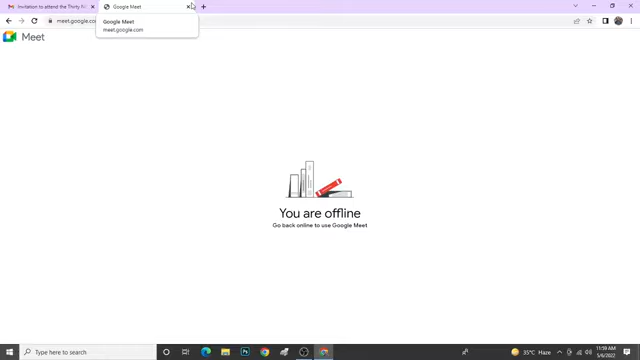 Invitation to attend the Thirty
Google Meet
meet.google.com
Google Meet
meet.google.com
Meet
You are offline
Go back online to use Google Meet
Type here to search
35°C Haze
11:59 AM
5/6/2022